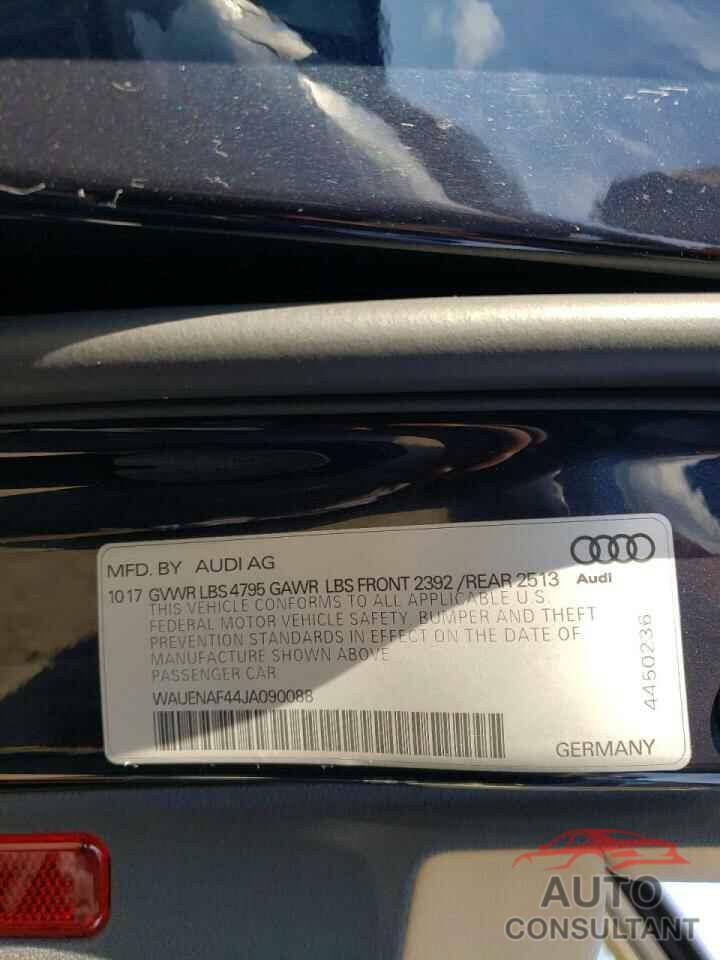 MFD. BY AUDI AG
10 17 GVWR LBS 4795 GAWR LBS FRONT 2392 /REAR 2513
Audi
THIS VEHICLE CONFORMS TO ALL APPLICABLE U.S.
FEDERAL MOTOR VEHICLE SAFETY, BUMPER AND THEFT
PREVENTION STANDARDS IN EFFECT ON THE DATE OF
MANUFACTURE SHOWN ABOVE
PASSENGER CAR
WAUENAF44JA090088
4450236
GERMANY
AUTO
CONSULTANT